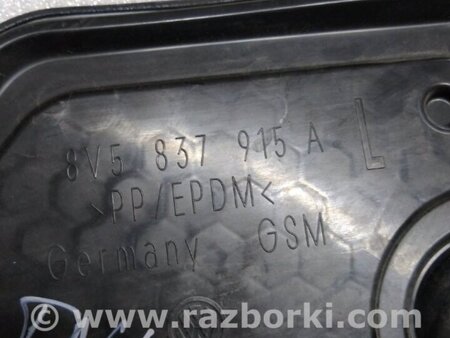 8V5 837 915 A L
>PP/EPDM<
Germany GSM
© www.razborki.com